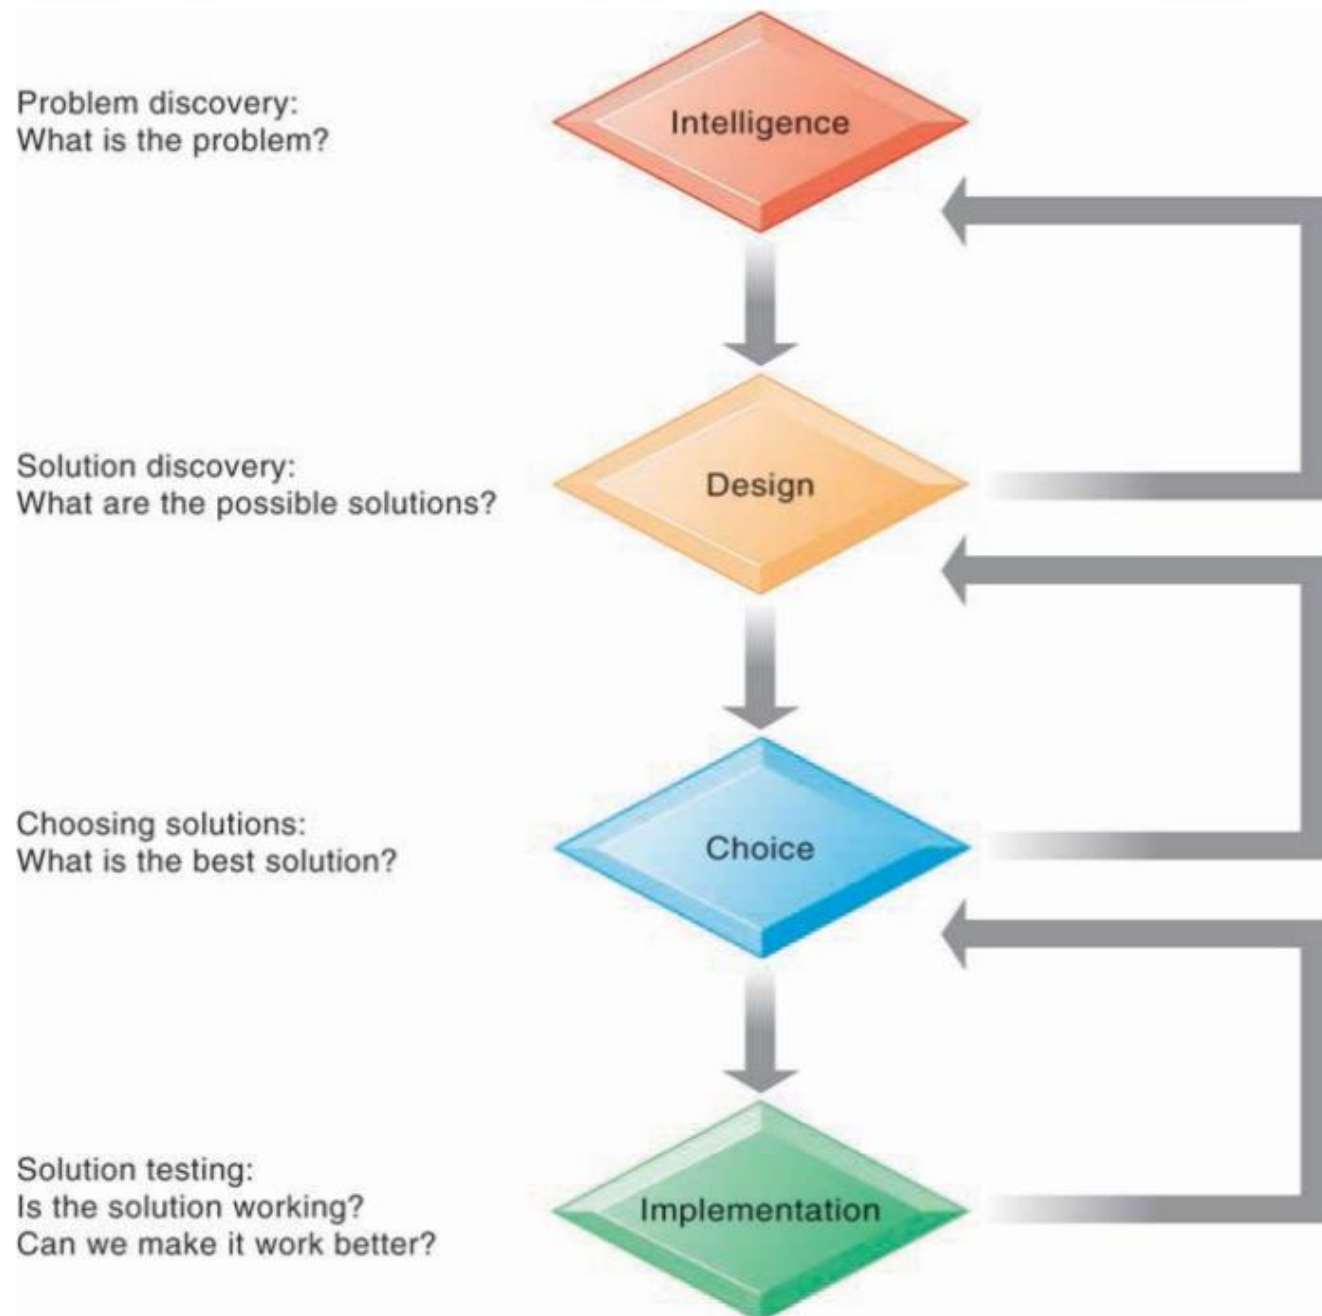 Problem discovery:
What is the problem?
Intelligence
Solution discovery:
What are the possible solutions?
Design
Choosing solutions:
What is the best solution?
Choice
Solution testing:
Is the solution working?
Can we make it work better?
Implementation